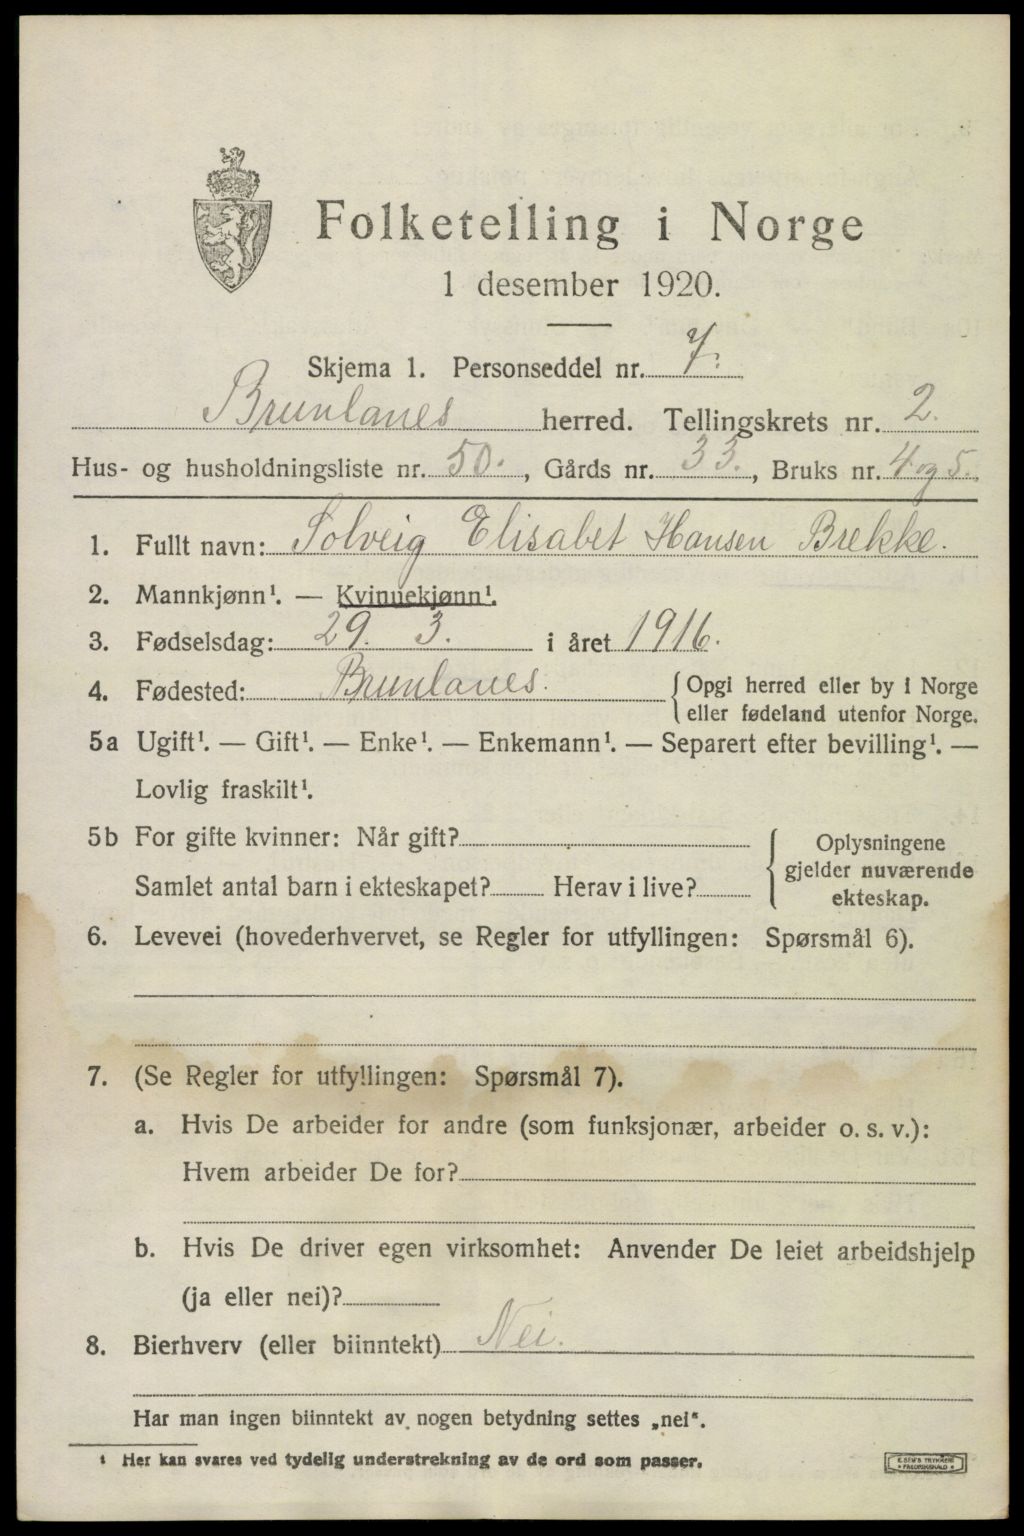 Folketelling i Norge
1 desember 1920.
Skjema 1. Personseddel nr. 7.
Brunlanes herred. Tellingskrets nr. 2.
Hus- og husholdningsliste nr. 50., Gårds nr. 33., Bruks nr. 4 og 5.
1. Fullt navn: Solveig Elisabet Hansen Brekke.
2. Mannkjønn¹. — Kvinnekjønn¹.
3. Fødselsdag: 29. 3. i året 1916.
4. Fødested: Brunlanes. Opgi herred eller by i Norge
eller fødeland utenfor Norge.
5a Ugift¹. — Gift¹. — Enke¹. — Enkemann¹. — Separert efter bevilling¹. —
Lovlig fraskilt¹.
5b For gifte kvinner: Når gift? Oplysningene
gjelder nuværende
Samlet antal barn i ekteskapet? Herav i live? ekteskap.
6. Levevei (hovederhvervet, se Regler for utfyllingen: Spørsmål 6).
7. (Se Regler for utfyllingen: Spørsmål 7).
a. Hvis De arbeider for andre (som funksjonær, arbeider o. s. v.):
Hvem arbeider De for?
b. Hvis De driver egen virksomhet: Anvender De leiet arbeidshjelp
(ja eller nei)?
8. Bierhverv (eller biinntekt) Nei.
Har man ingen biinntekt av nogen betydning settes „nei“.
¹ Her kan svares ved tydelig understrekning av de ord som passer.